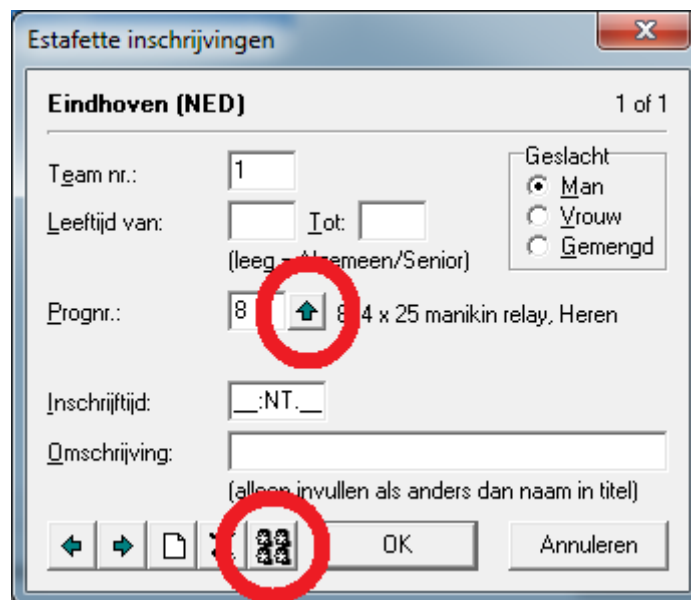 Estafette inschrijvingen
Eindhoven (NED) 1 of 1
Team nr.: 1
Geslacht
Man
Leeftijd van: Tot:
Vrouw
(leeg = Algemeen/Senior)
Gemengd
Prognr.: 8 4 x 25 manikin relay, Heren
Inschrijftijd: __:NT.__
Omschrijving:
(alleen invullen als anders dan naam in titel)
OK Annuleren